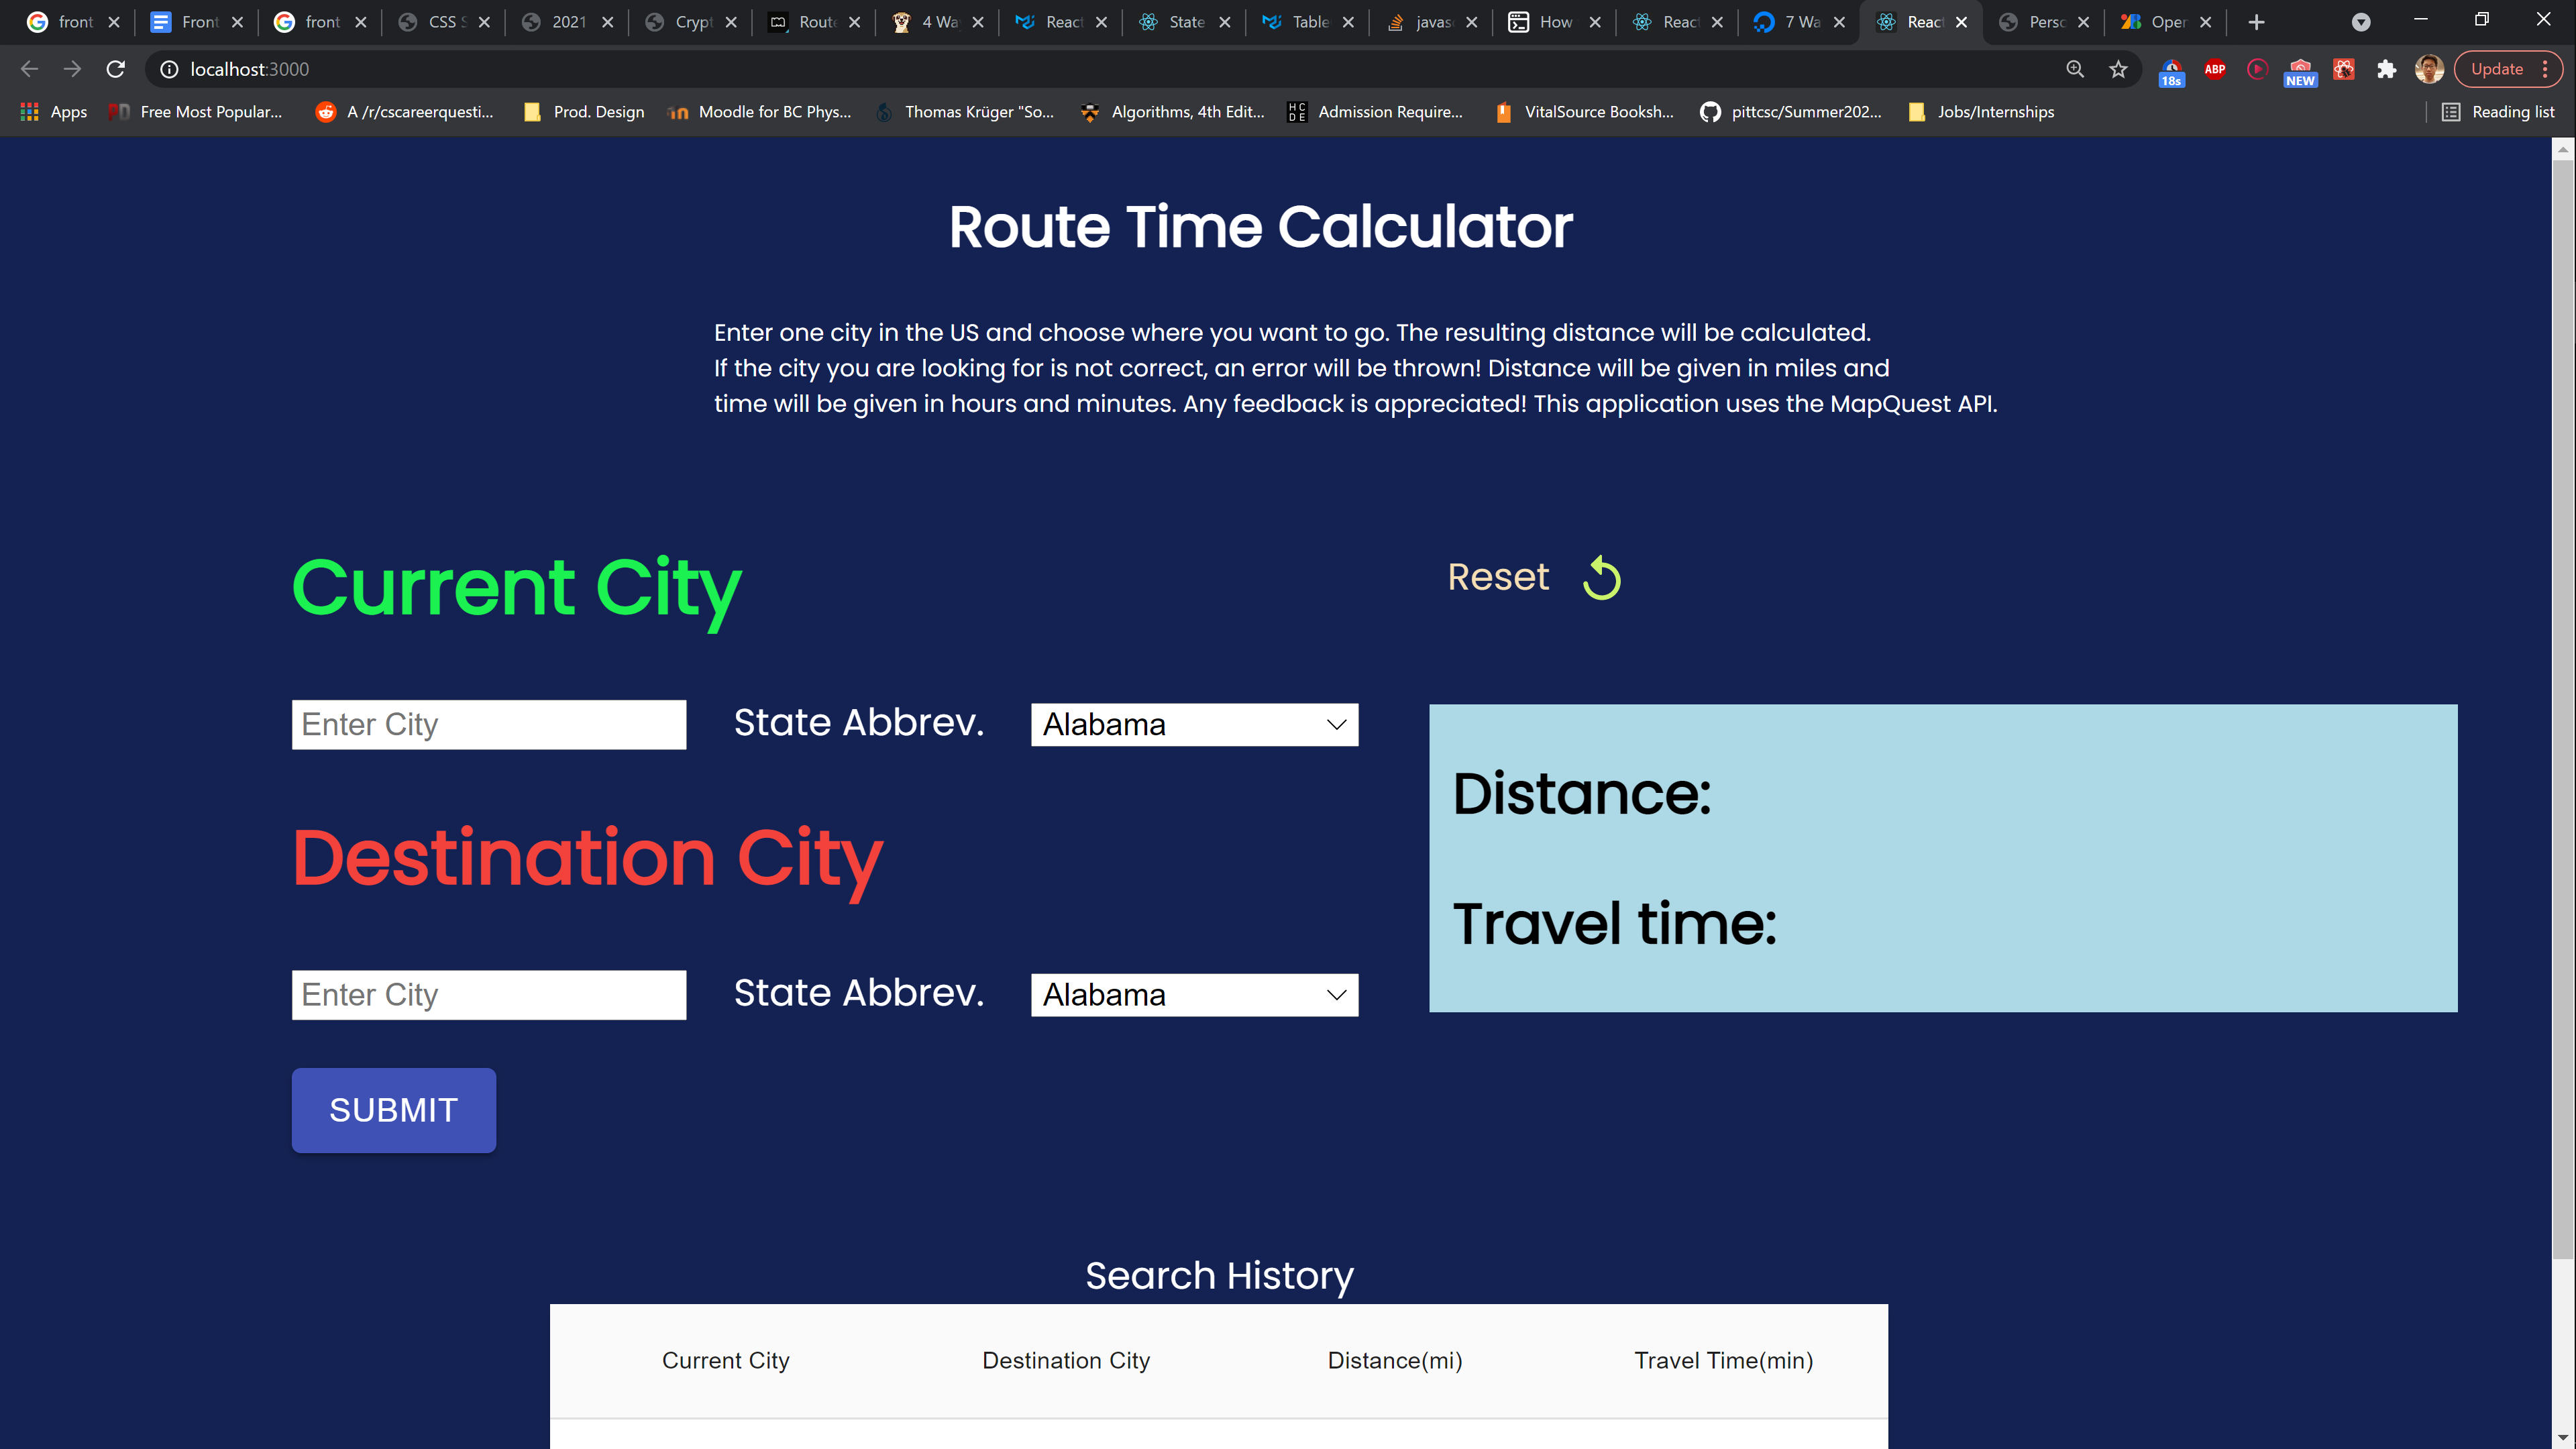 front
Front
front
CSS S
2021
Crypt
Route
4 Wa
React
State
Table
javas
How
React
7 Wa
React
Perso
Open
localhost:3000
18s
ABP
NEW
Update
Apps
Free Most Popular...
A /r/cscareerquesti...
Prod. Design
Moodle for BC Phys...
Thomas Krüger "So...
Algorithms, 4th Edit...
HC
DE
Admission Require...
VitalSource Booksh...
pittcsc/Summer202...
Jobs/Internships
Reading list
Route Time Calculator
Enter one city in the US and choose where you want to go. The resulting distance will be calculated.
If the city you are looking for is not correct, an error will be thrown! Distance will be given in miles and
time will be given in hours and minutes. Any feedback is appreciated! This application uses the MapQuest API.
Current City
Reset
Enter City
State Abbrev.
Alabama
Distance:
Destination City
Travel time:
Enter City
State Abbrev.
Alabama
SUBMIT
Search History
Current City
Destination City
Distance(mi)
Travel Time(min)